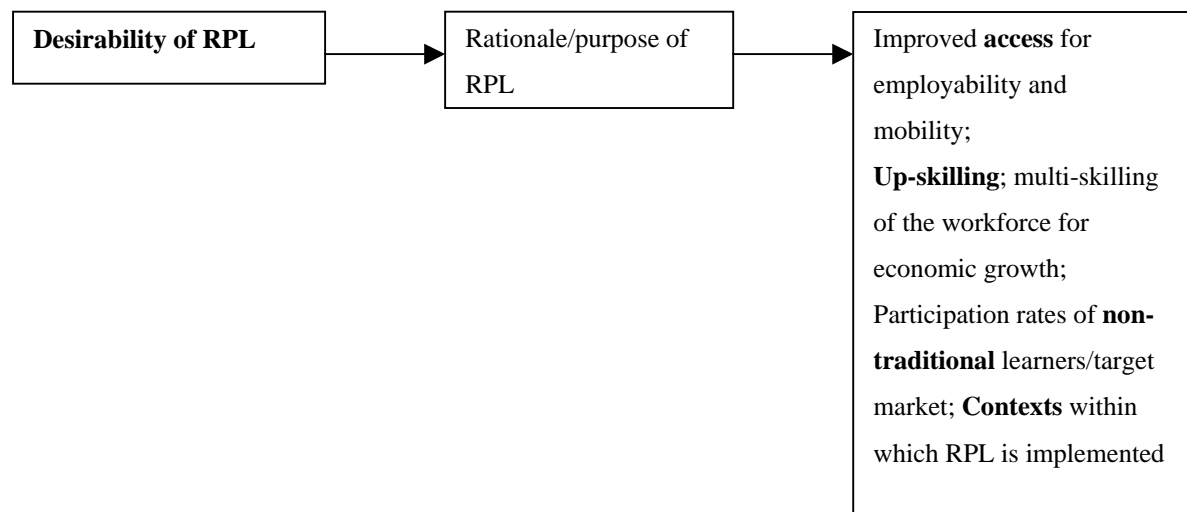 Desirability of RPL
Rationale/purpose of
RPL
Improved access for
employability and
mobility;
Up-skilling; multi-skilling
of the workforce for
economic growth;
Participation rates of non-
traditional learners/target
market; Contexts within
which RPL is implemented